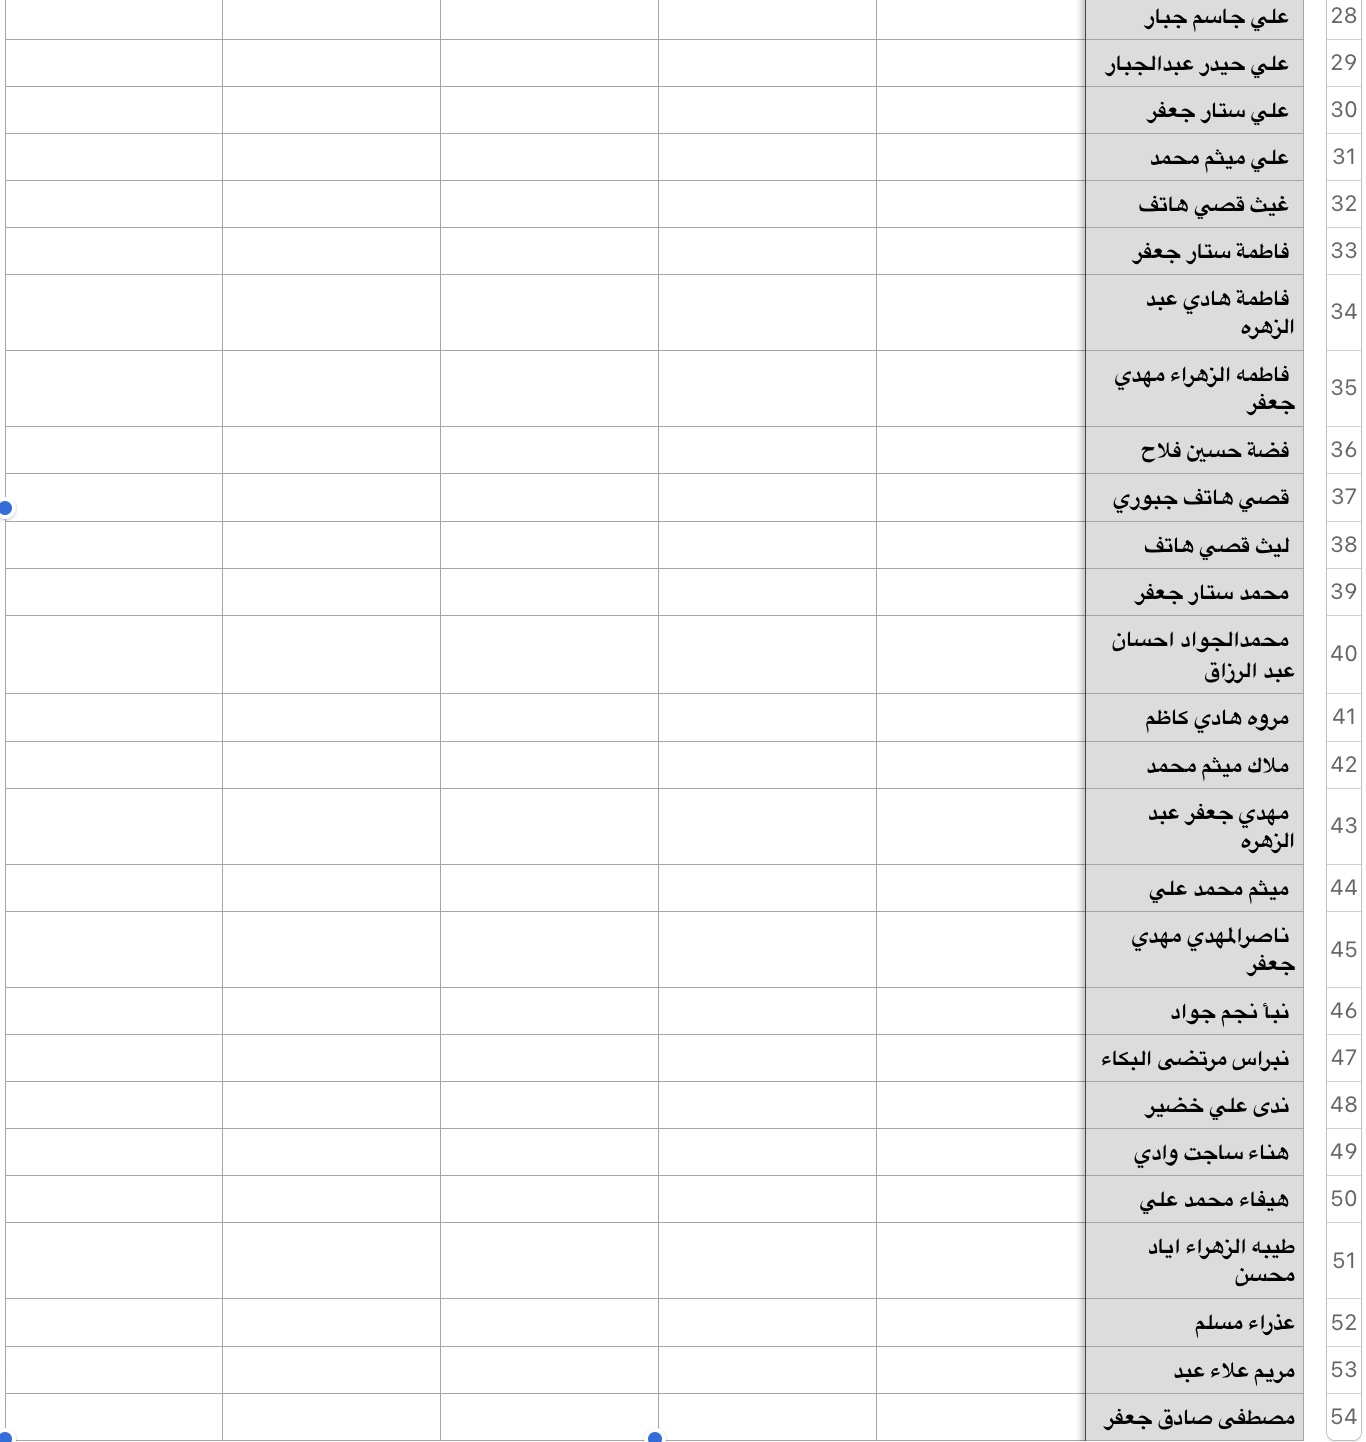 28 علي جاسم جبار
29 علي حيدر عبدالجبار
30 علي ستار جعفر
31 علي ميثم محمد
32 غيث قصي هاتف
33 فاطمة ستار جعفر
34 فاطمة هادي عبد
الزهره
35 فاطمه الزهراء مهدي
جعفر
36 فضة حسين فلاح
37 قصي هاتف جبوري
38 ليث قصي هاتف
39 محمد ستار جعفر
40 محمدالجواد احسان
عبد الرزاق
41 مروه هادي كاظم
42 ملاك ميثم محمد
43 مهدي جعفر عبد
الزهره
44 ميثم محمد علي
45 ناصرالمهدي مهدي
جعفر
46 نبأ نجم جواد
47 نبراس مرتضى البكاء
48 ندى علي خضير
49 هناء ساجت وادي
50 هيفاء محمد علي
51 طيبه الزهراء اياد
محسن
52 عذراء مسلم
53 مريم علاء عبد
54 مصطفى صادق جعفر